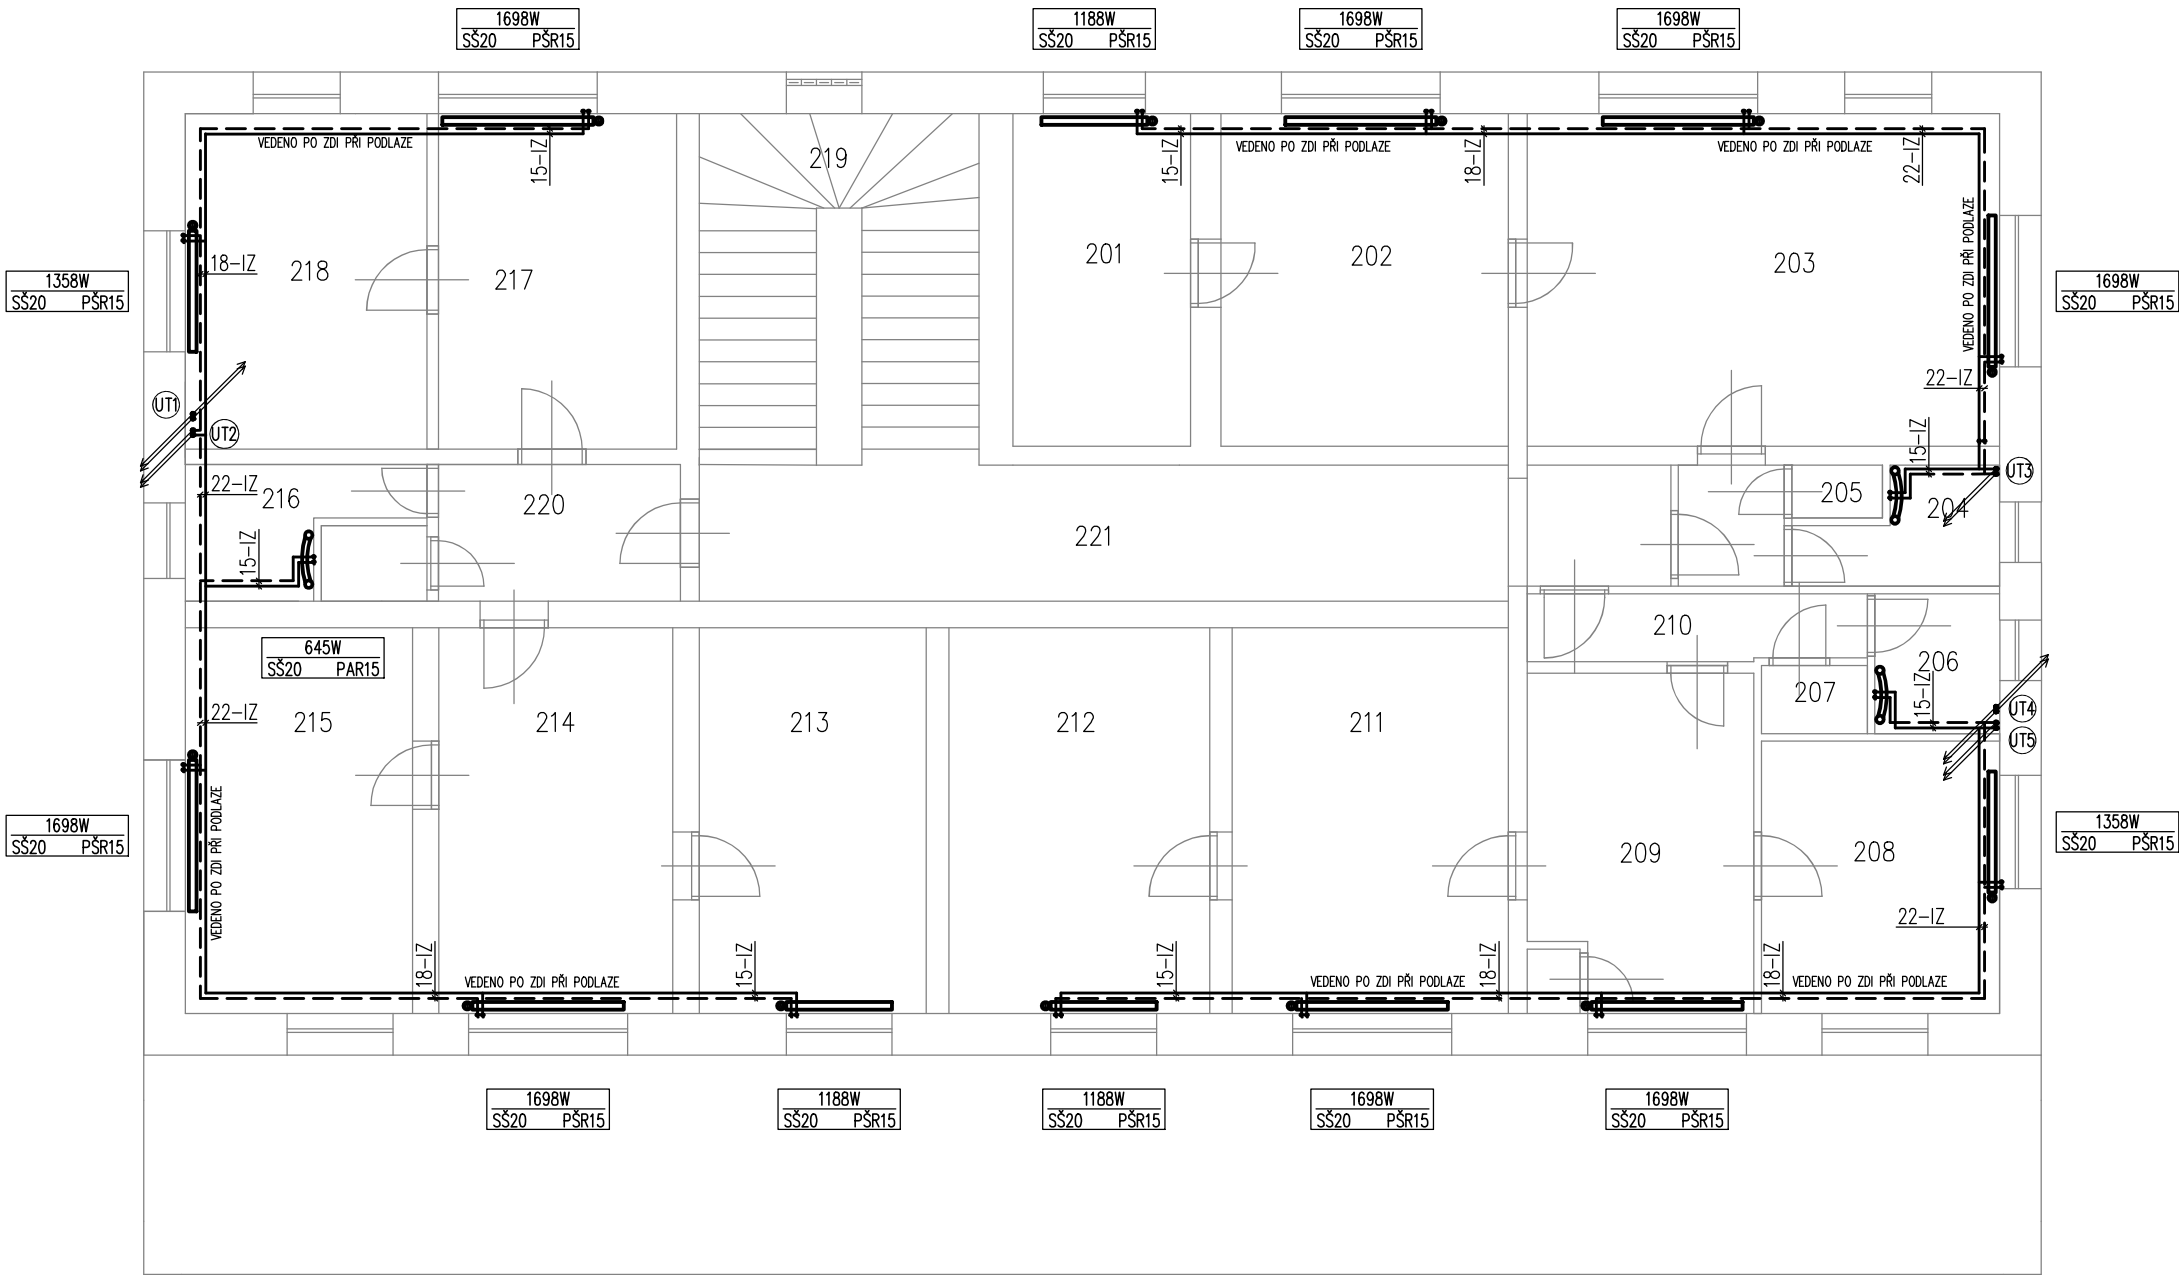 1698W
SŠ20 PŠR15
1188W
SŠ20 PŠR15
1698W
SŠ20 PŠR15
1698W
SŠ20 PŠR15
VEDENO PO ZDI PŘI PODLAZE
VEDENO PO ZDI PŘI PODLAZE
VEDENO PO ZDI PŘI PODLAZE
15-IZ
15-IZ
18-IZ
22-IZ
219
VEDENO PO ZDI PŘI PODLAZE
18-IZ
218
217
201
202
203
1358W
SŠ20 PŠR15
1698W
SŠ20 PŠR15
22-IZ
UT1
UT2
15-IZ
UT3
22-IZ
216
220
205
204
221
15-IZ
210
645W
SŠ20 PAR15
206
207
15-IZ
UT4
UT5
22-IZ
215
214
213
212
211
1698W
SŠ20 PŠR15
VEDENO PO ZDI PŘI PODLAZE
209
208
1358W
SŠ20 PŠR15
22-IZ
18-IZ
15-IZ
15-IZ
18-IZ
18-IZ
VEDENO PO ZDI PŘI PODLAZE
VEDENO PO ZDI PŘI PODLAZE
VEDENO PO ZDI PŘI PODLAZE
1698W
SŠ20 PŠR15
1188W
SŠ20 PŠR15
1188W
SŠ20 PŠR15
1698W
SŠ20 PŠR15
1698W
SŠ20 PŠR15